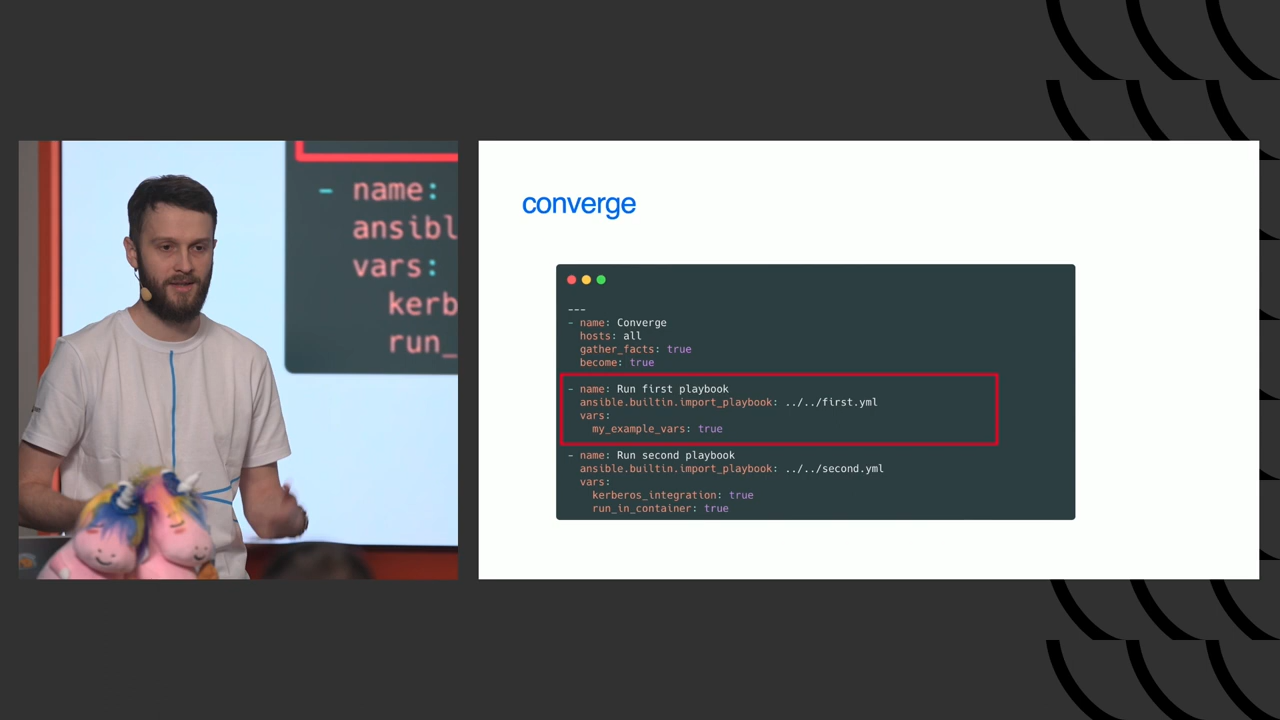 - name:
ansibl
vars:
kerb
run_
converge
---
- name: Converge
  hosts: all
  gather_facts: true
  become: true
- name: Run first playbook
  ansible.builtin.import_playbook: ../../first.yml
  vars:
    my_example_vars: true
- name: Run second playbook
  ansible.builtin.import_playbook: ../../second.yml
  vars:
    kerberos_integration: true
    run_in_container: true